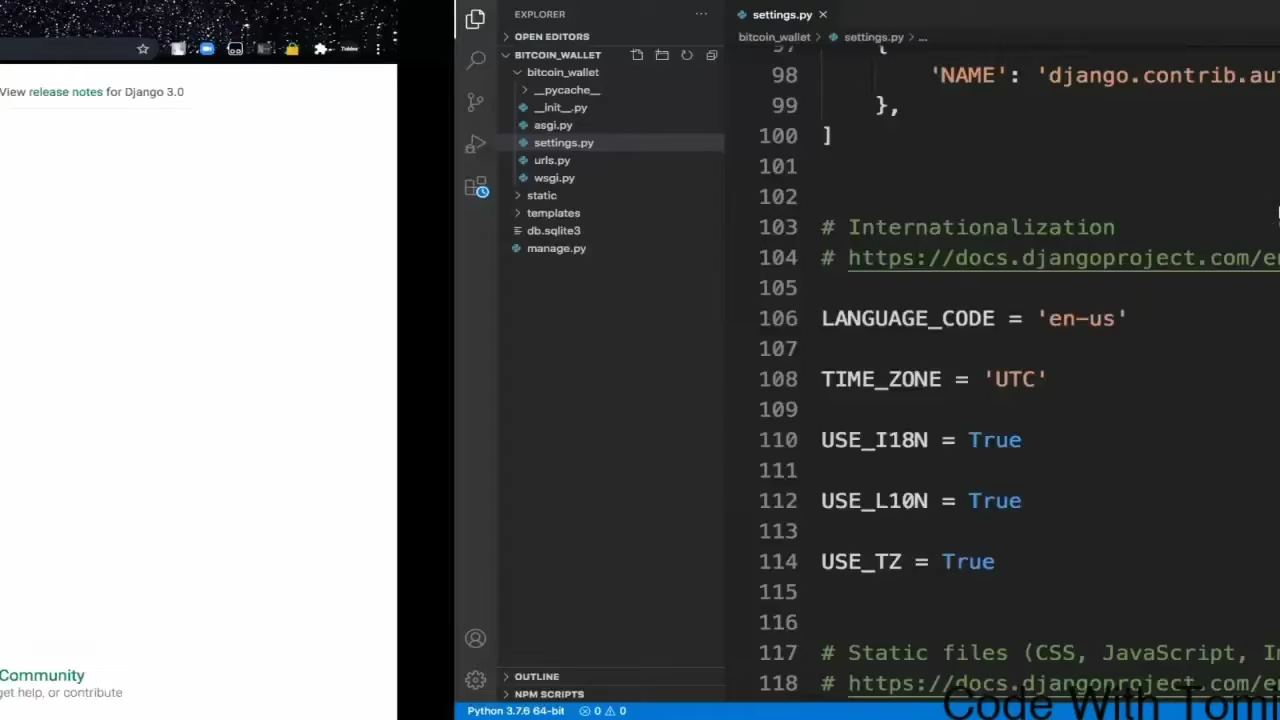 View release notes for Django 3.0
Community
get help, or contribute
EXPLORER
OPEN EDITORS
BITCOIN_WALLET
bitcoin_wallet
__pycache__
__init__.py
asgi.py
settings.py
urls.py
wsgi.py
static
templates
db.sqlite3
manage.py
OUTLINE
NPM SCRIPTS
Python 3.7.6 64-bit 0 0
settings.py
bitcoin_wallet > settings.py > ...
97 {
98 'NAME': 'django.contrib.au
99 },
100 ]
101
102
103 # Internationalization
104 # https://docs.djangoproject.com/e
105
106 LANGUAGE_CODE = 'en-us'
107
108 TIME_ZONE = 'UTC'
109
110 USE_I18N = True
111
112 USE_L10N = True
113
114 USE_TZ = True
115
116
117 # Static files (CSS, JavaScript, I
118 # https://docs.djangoproject.com/e
Code With Tom